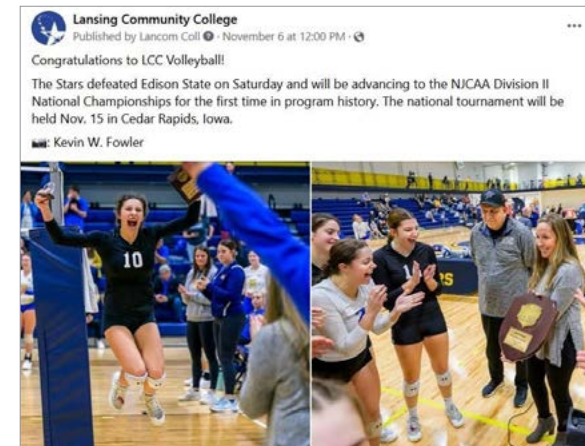 Lansing Community College
Published by Lancom Coll · November 6 at 12:00 PM ·
Congratulations to LCC Volleyball!
The Stars defeated Edison State on Saturday and will be advancing to the NJCAA Division II
National Championships for the first time in program history. The national tournament will be
held Nov. 15 in Cedar Rapids, Iowa.
: Kevin W. Fowler
10